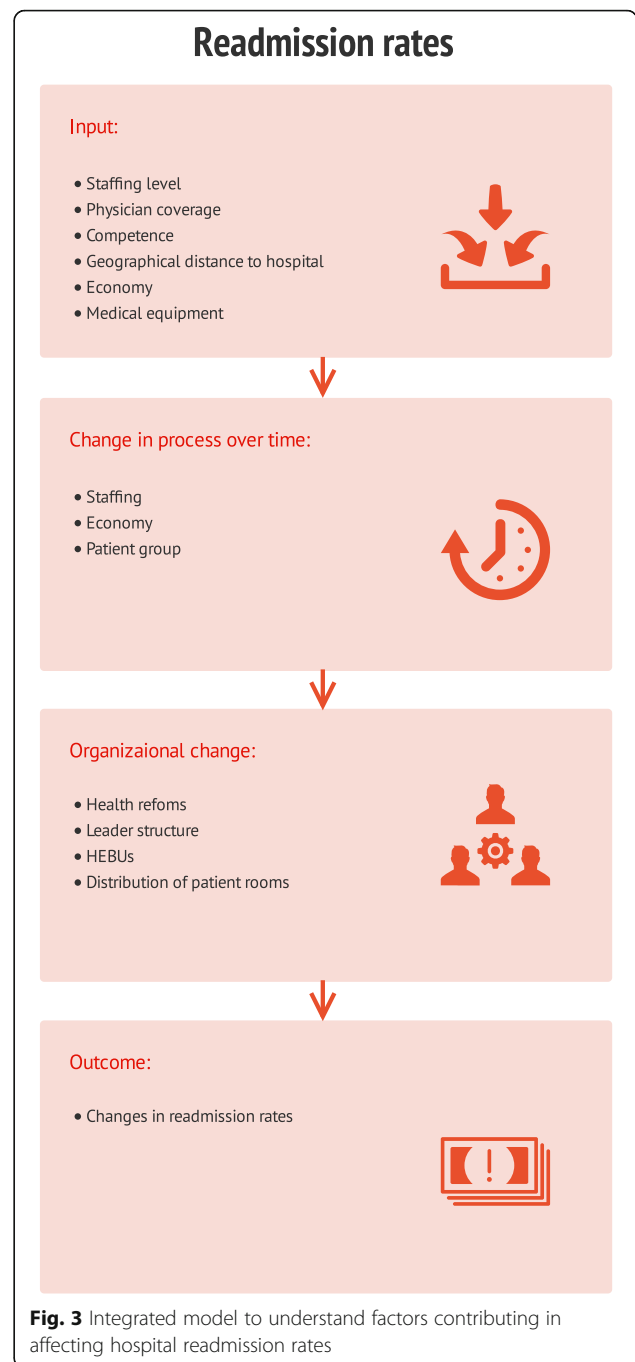 Readmission rates
Input:
• Staffing level
• Physician coverage
• Competence
• Geographical distance to hospital
• Economy
• Medical equipment
Change in process over time:
• Staffing
• Economy
• Patient group
Organizaional change:
• Health refoms
• Leader structure
• HEBUs
• Distribution of patient rooms
Outcome:
• Changes in readmission rates
Fig. 3 Integrated model to understand factors contributing in
affecting hospital readmission rates